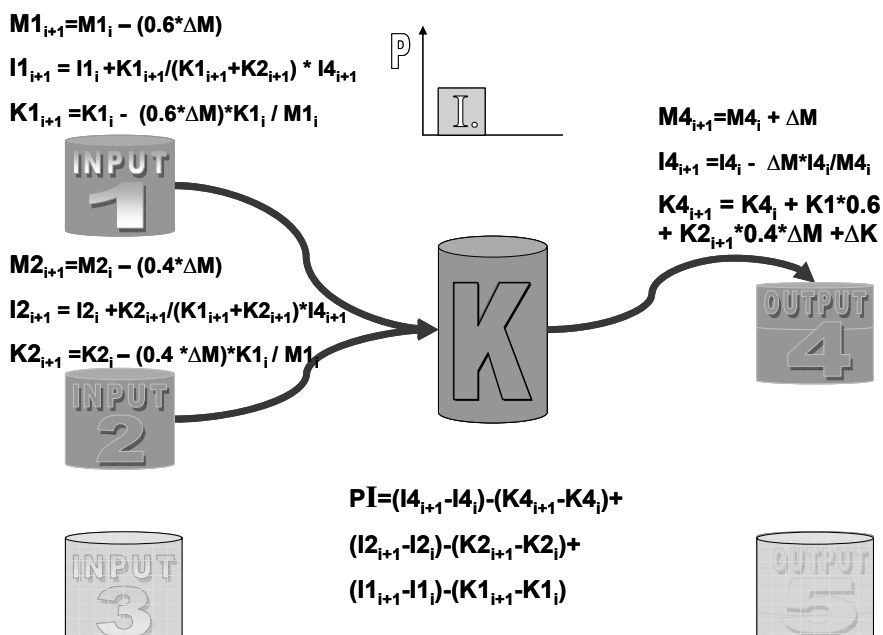 M1i+1=M1i – (0.6*ΔM)
I1i+1 = I1i +K1i+1/(K1i+1+K2i+1) * I4i+1
K1i+1 =K1i - (0.6*ΔM)*K1i / M1i
INPUT
1
P
I.
M4i+1=M4i + ΔM
I4i+1 =I4i - ΔM*I4i/M4i
K4i+1 = K4i + K1*0.6
+ K2i+1*0.4*ΔM +ΔK
M2i+1=M2i – (0.4*ΔM)
I2i+1 = I2i +K2i+1/(K1i+1+K2i+1)*I4i+1
K2i+1 =K2i – (0.4 *ΔM)*K1i / M1i
INPUT
2
K
OUTPUT
4
PI=(I4i+1-I4i)-(K4i+1-K4i)+
(I2i+1-I2i)-(K2i+1-K2i)+
(I1i+1-I1i)-(K1i+1-K1i)
INPUT
3
OUTPUT
5